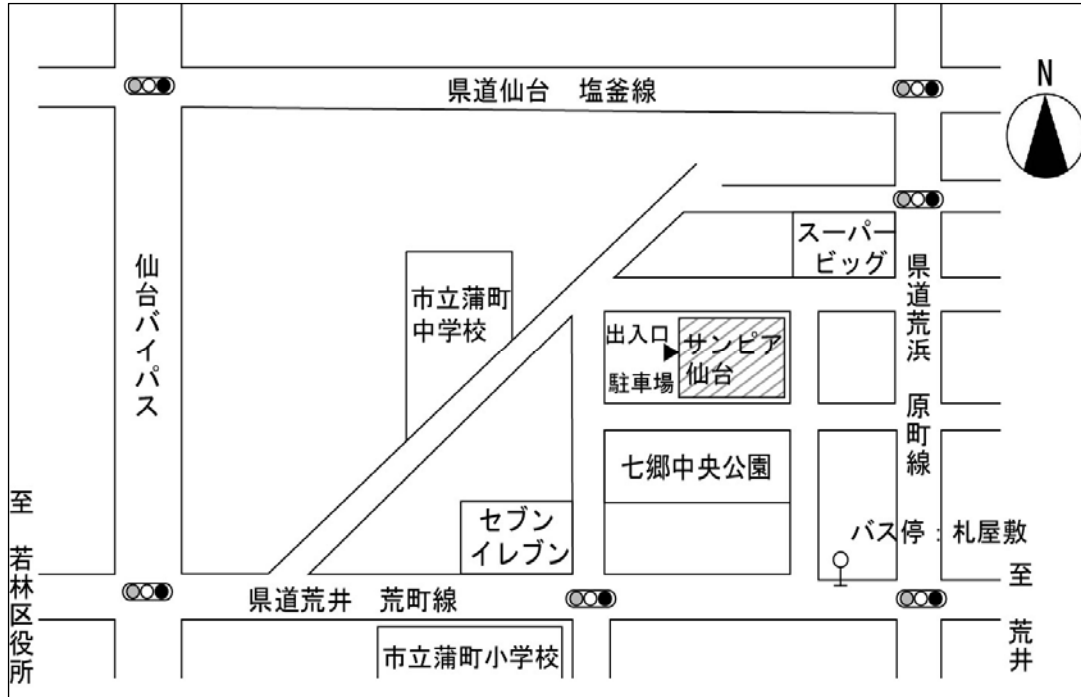 県道仙台　塩釜線
N
スーパー
ビッグ
仙台バイパス
県道荒浜　原町線
市立蒲町
中学校
出入口
サンピア
仙台
駐車場
七郷中央公園
セブン
イレブン
バス停：札屋敷
至　若林区役所
至　荒井
県道荒井　荒町線
市立蒲町小学校